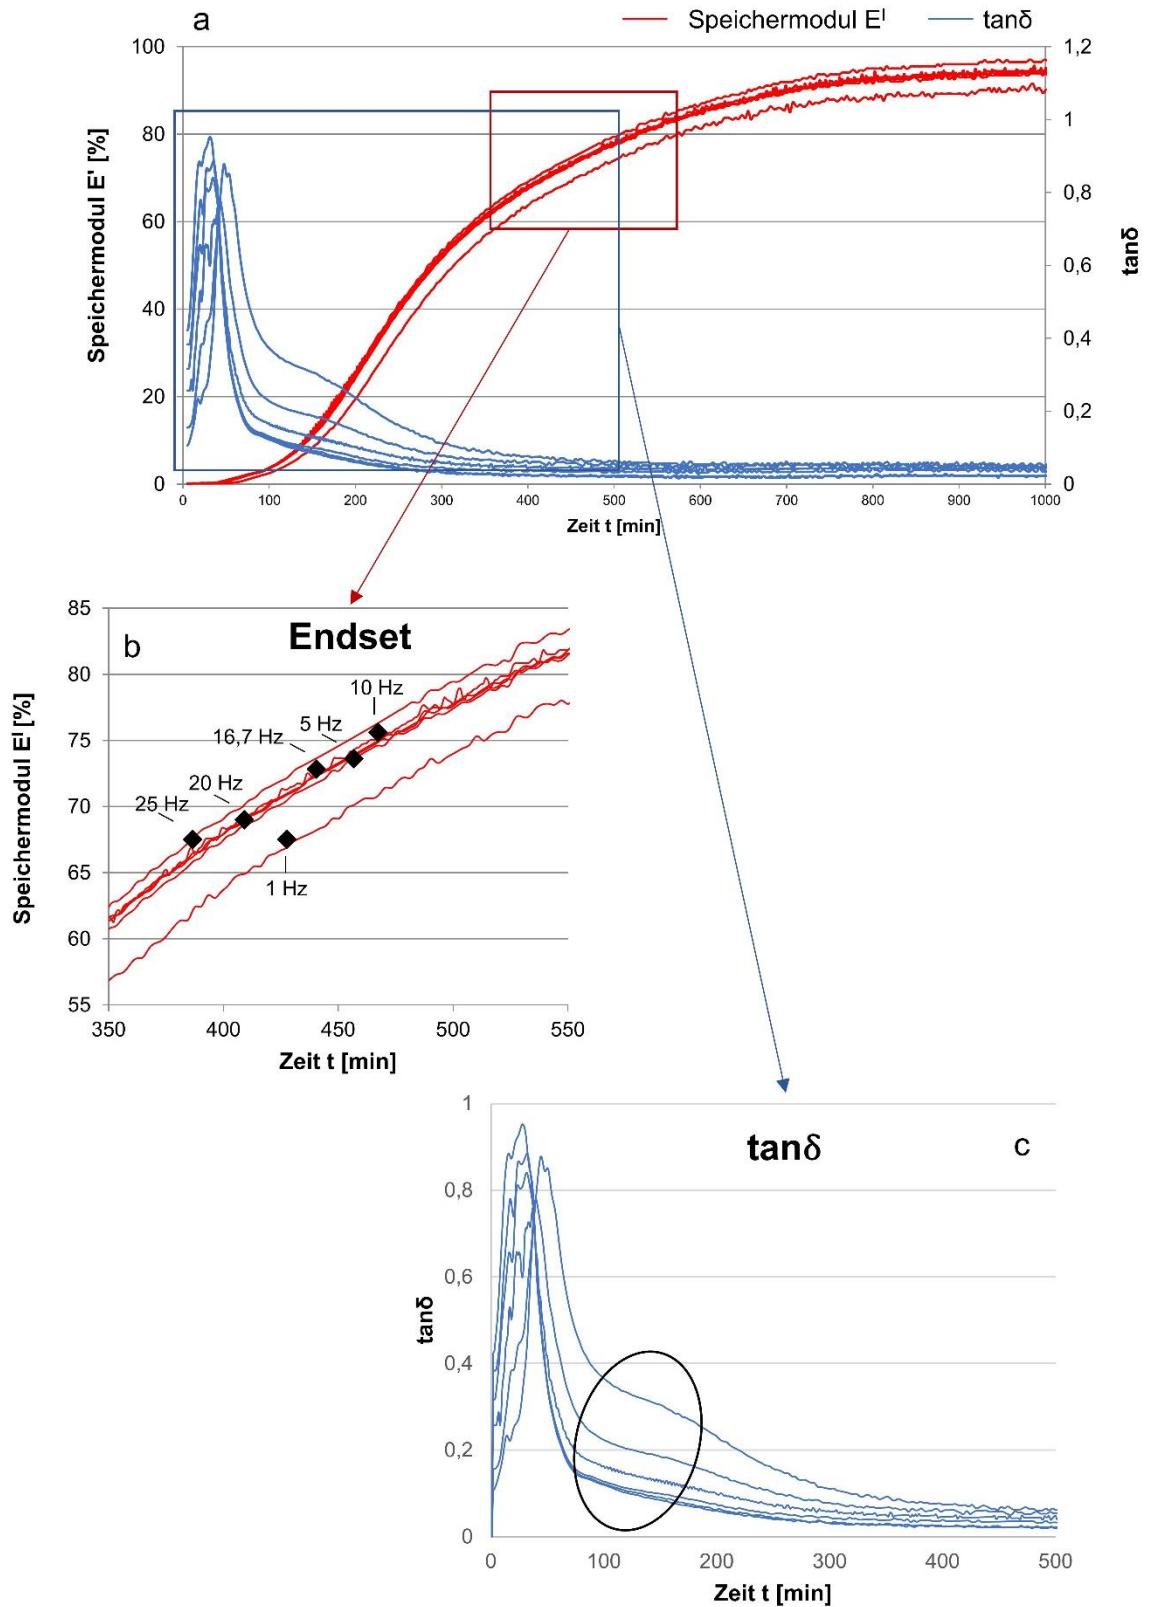 a
Speichermodul Eᴵ tanδ
Speichermodul E' [%]
100
80
60
40
20
0
1,2
1
0,8
0,6
0,4
0,2
0
tanδ
0 100 200 300 400 500 600 700 800 900 1000
Zeit t [min]
b
Endset
Speichermodul Eᴵ [%]
85
80
75
70
65
60
55
10 Hz
5 Hz
16,7 Hz
20 Hz
25 Hz
1 Hz
350 400 450 500 550
Zeit t [min]
c
tanδ
tanδ
1
0,8
0,6
0,4
0,2
0
0 100 200 300 400 500
Zeit t [min]